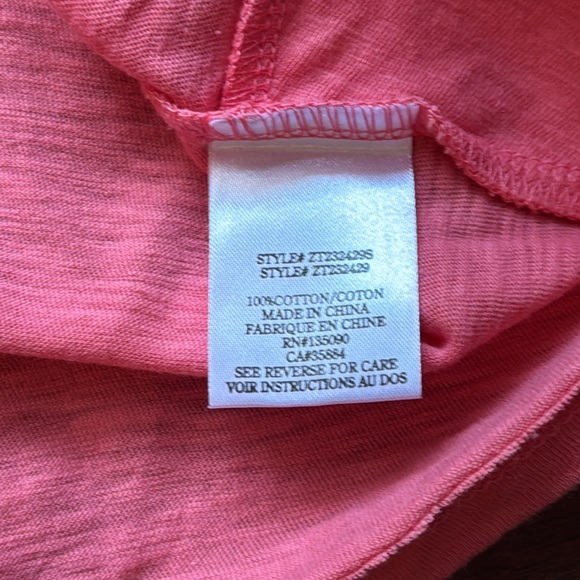 STYLE# ZT232429S
STYLE# ZT232429
100%COTTON/COTON
MADE IN CHINA
FABRIQUE EN CHINE
RN#135090
CA#35884
SEE REVERSE FOR CARE
VOIR INSTRUCTIONS AU DOS